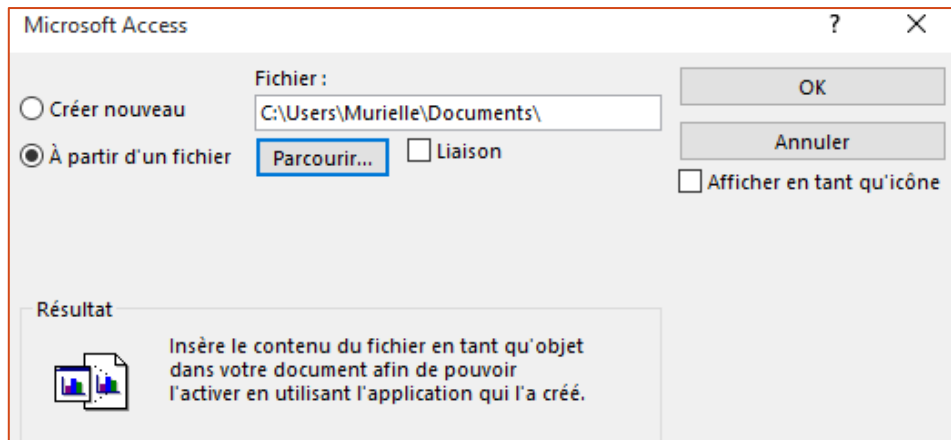 Microsoft Access
Fichier :
OK
Créer nouveau
C:\Users\Murielle\Documents\
À partir d'un fichier
Parcourir...
Liaison
Annuler
Afficher en tant qu'icône
Résultat
Insère le contenu du fichier en tant qu'objet
dans votre document afin de pouvoir
l'activer en utilisant l'application qui l'a créé.